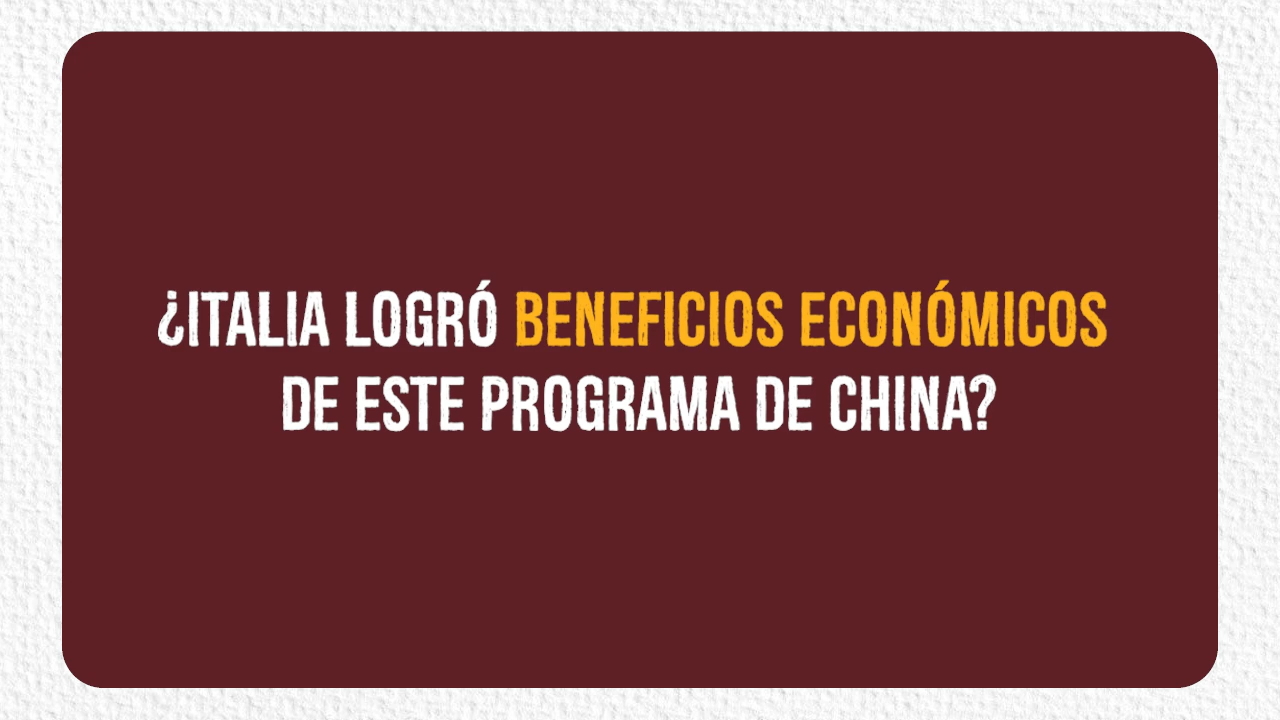 ¿ITALIA LOGRÓ BENEFICIOS ECONÓMICOS
DE ESTE PROGRAMA DE CHINA?